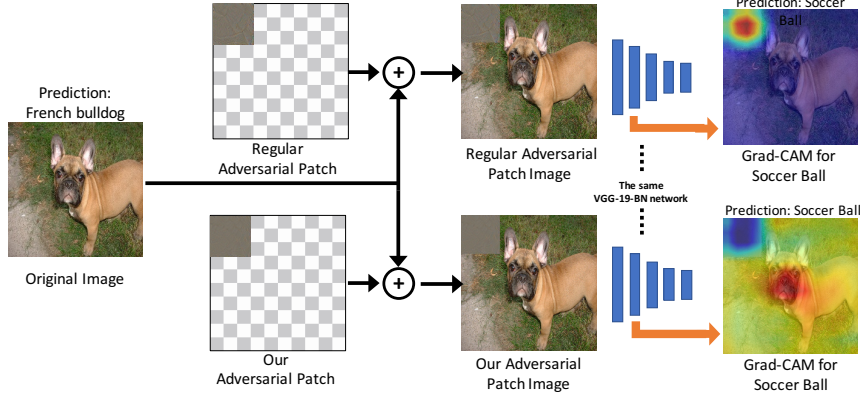 Prediction:
French bulldog
Original Image
Regular
Adversarial Patch
Our
Adversarial Patch
Regular Adversarial
Patch Image
Our Adversarial
Patch Image
The same
VGG-19-BN network
Prediction: Soccer
Ball
Grad-CAM for
Soccer Ball
Prediction: Soccer Ball
Grad-CAM for
Soccer Ball